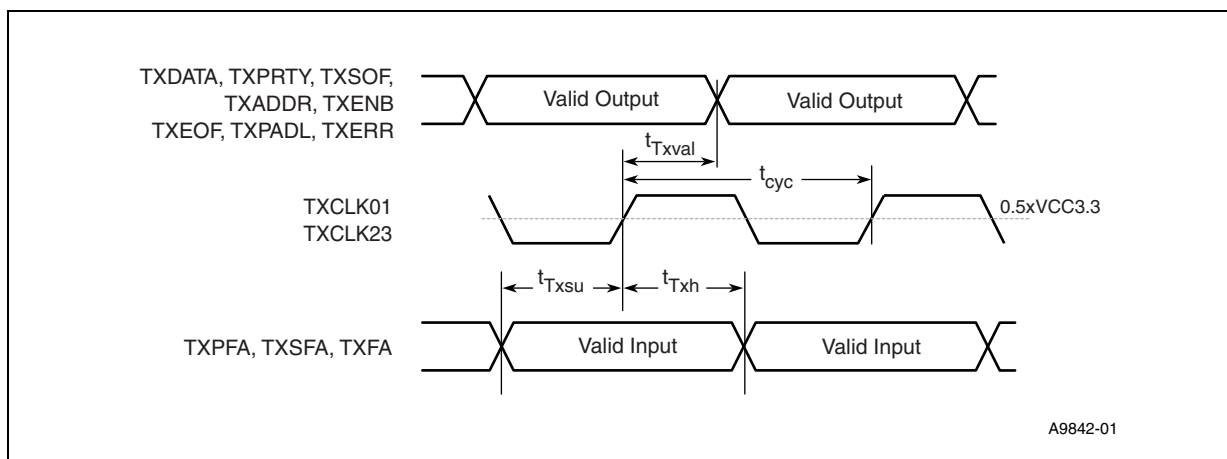 TXDATA, TXPRTY, TXSOF,
TXADDR, TXENB
TXEOF, TXPADL, TXERR
Valid Output
Valid Output
tTxval
tcyc
TXCLK01
TXCLK23
0.5xVCC3.3
tTxsu
tTxh
TXPFA, TXSFA, TXFA
Valid Input
Valid Input
A9842-01